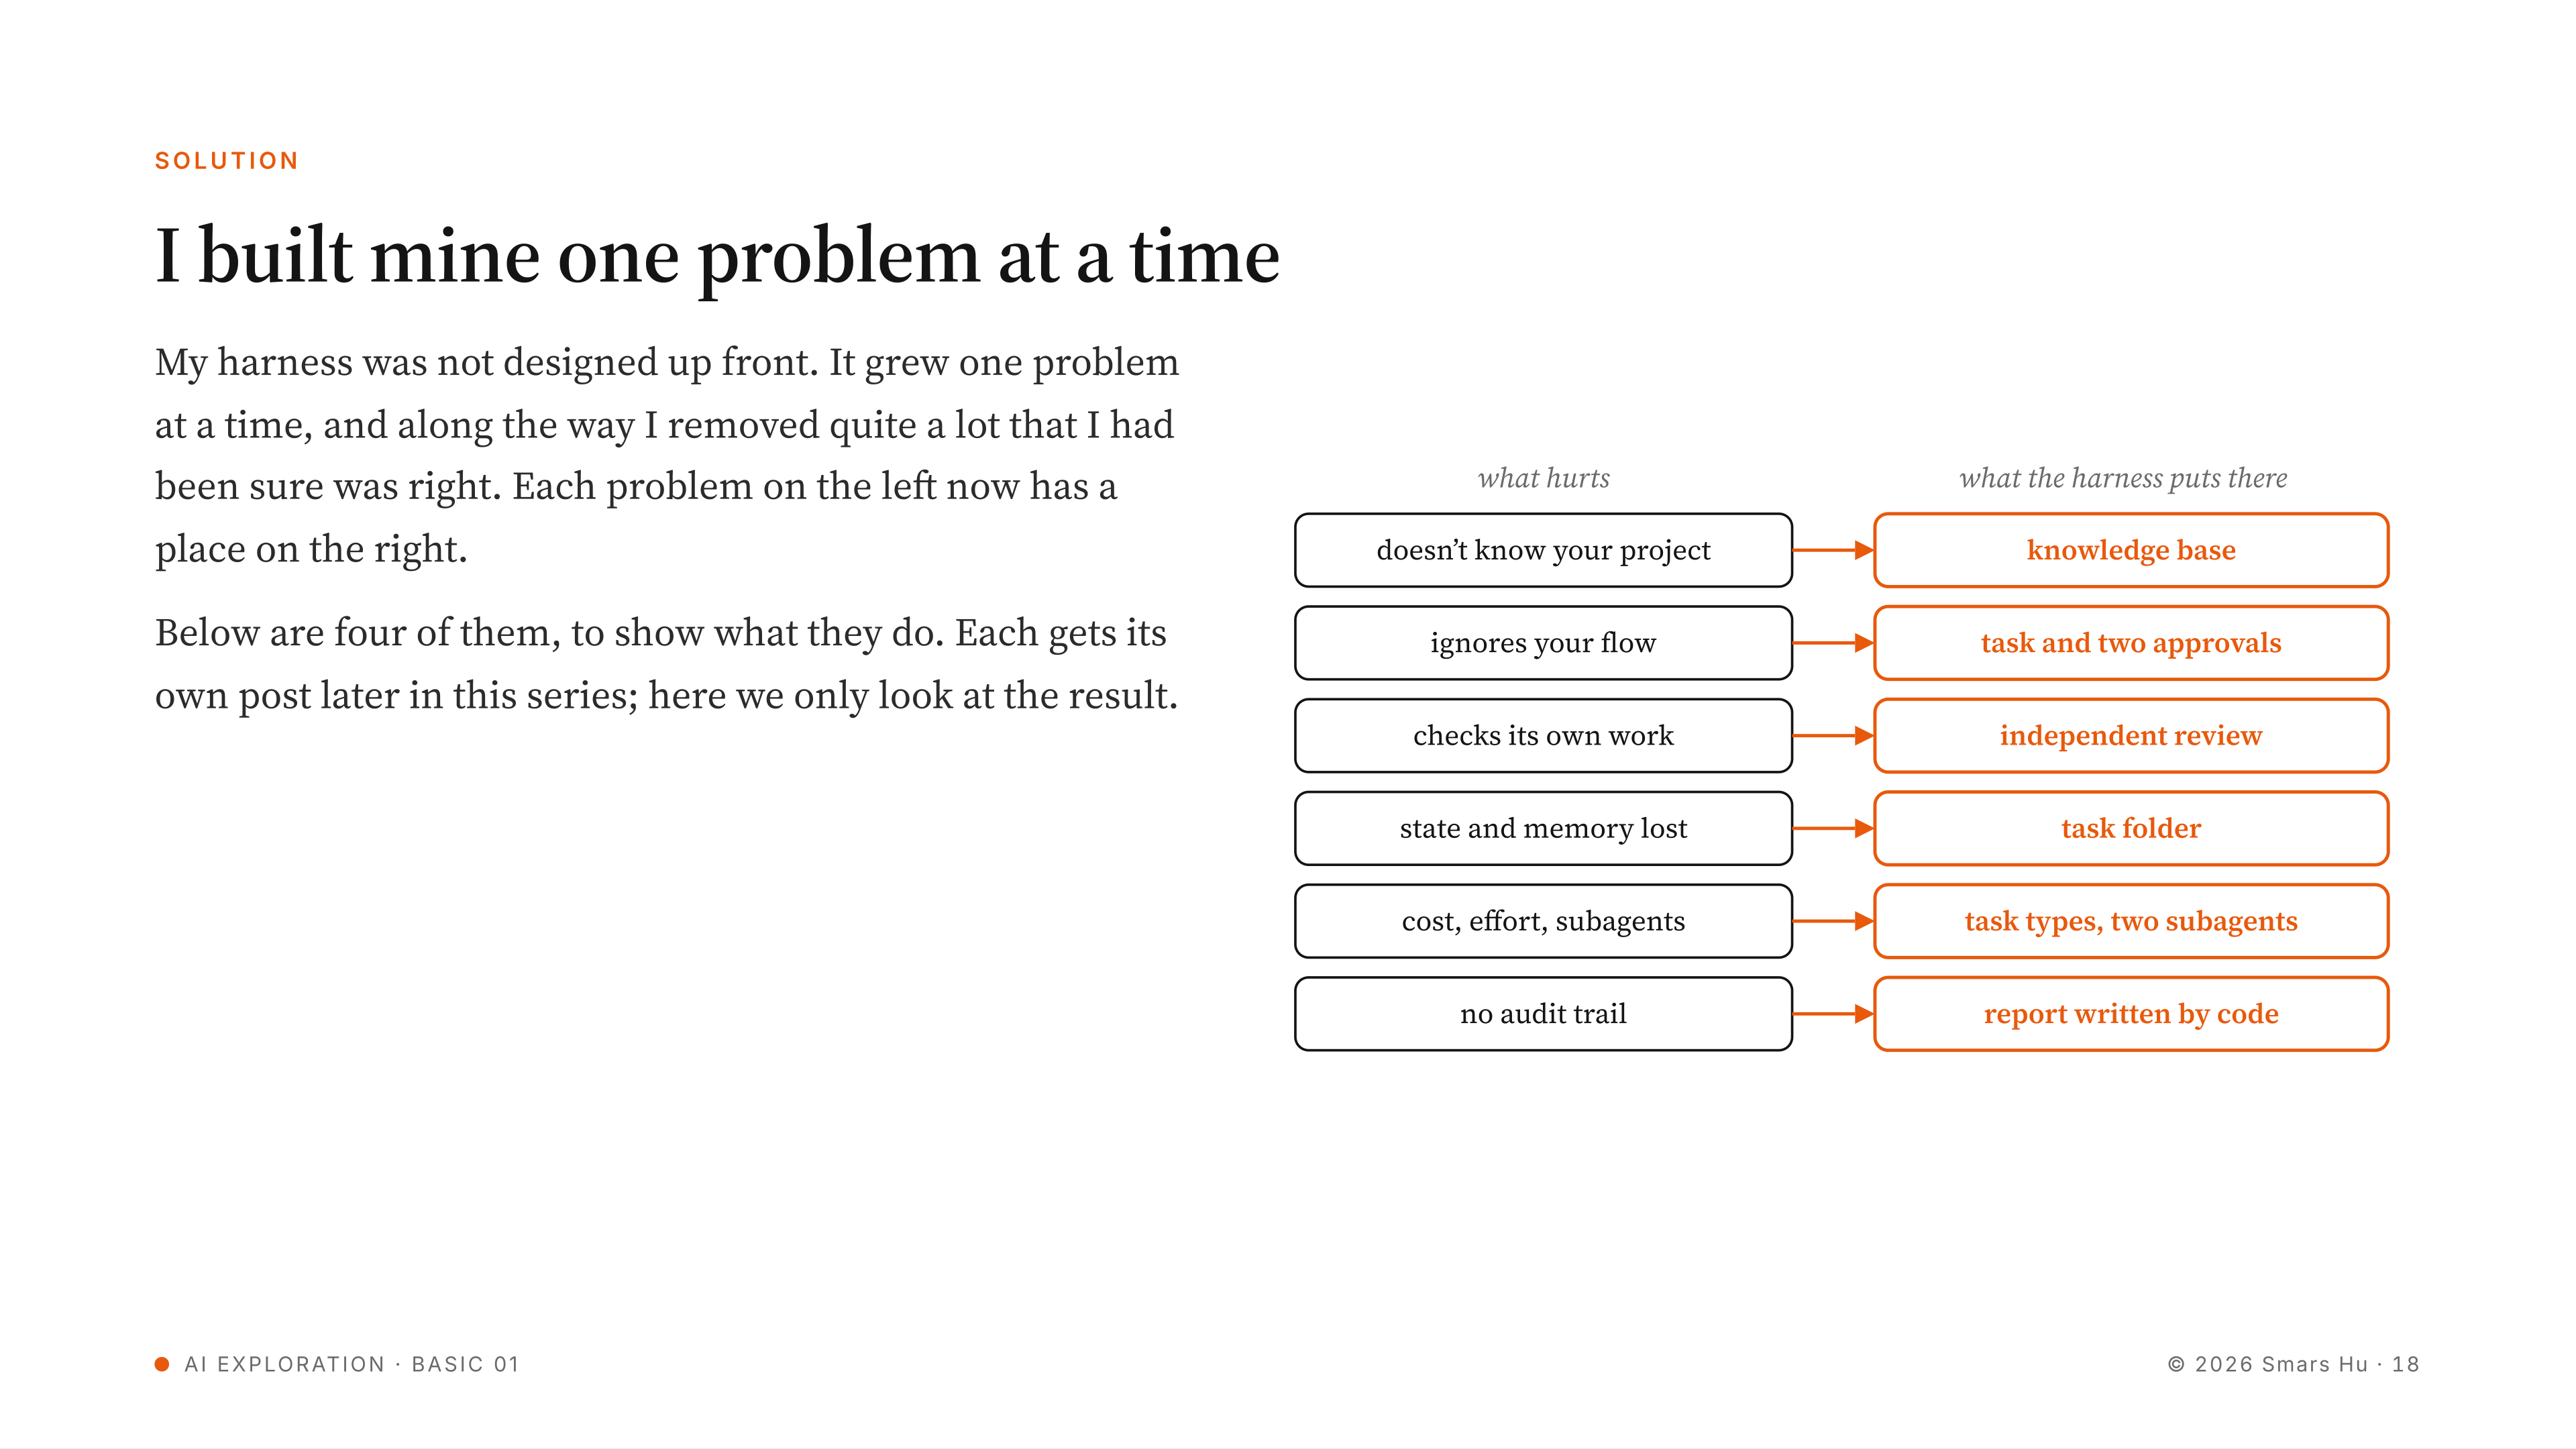 SOLUTION
I built mine one problem at a time
My harness was not designed up front. It grew one problem
at a time, and along the way I removed quite a lot that I had
been sure was right. Each problem on the left now has a
place on the right.
Below are four of them, to show what they do. Each gets its
own post later in this series; here we only look at the result.
what hurts
what the harness puts there
doesn’t know your project
knowledge base
ignores your flow
task and two approvals
checks its own work
independent review
state and memory lost
task folder
cost, effort, subagents
task types, two subagents
no audit trail
report written by code
AI EXPLORATION · BASIC 01
© 2026 Smars Hu · 18